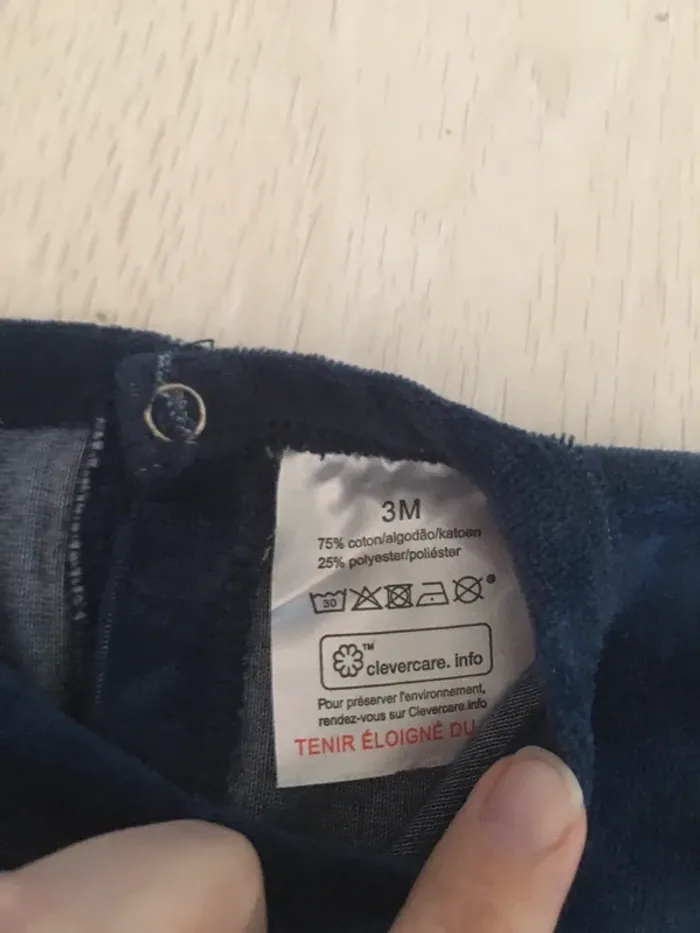 3M
75% coton/algodão/katoen
25% polyester/poliéster
30
clevercare. info
TM
Pour préserver l'environnement,
rendez-vous sur Clevercare.info
TENIR ÉLOIGNÉ DU